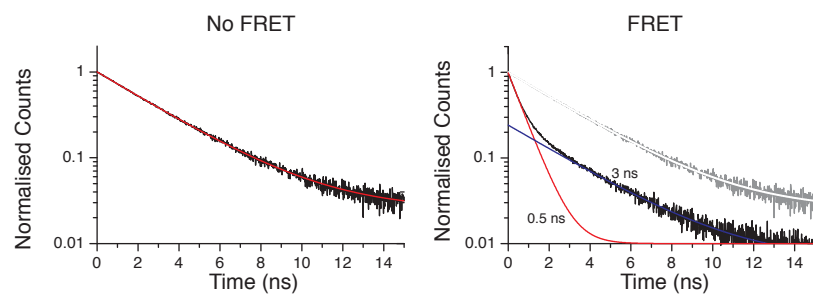 No FRET
FRET
Normalised Counts
1
0.1
0.01
0 2 4 6 8 10 12 14
Time (ns)
Normalised Counts
1
0.1
0.01
3 ns
0.5 ns
0 2 4 6 8 10 12 14
Time (ns)